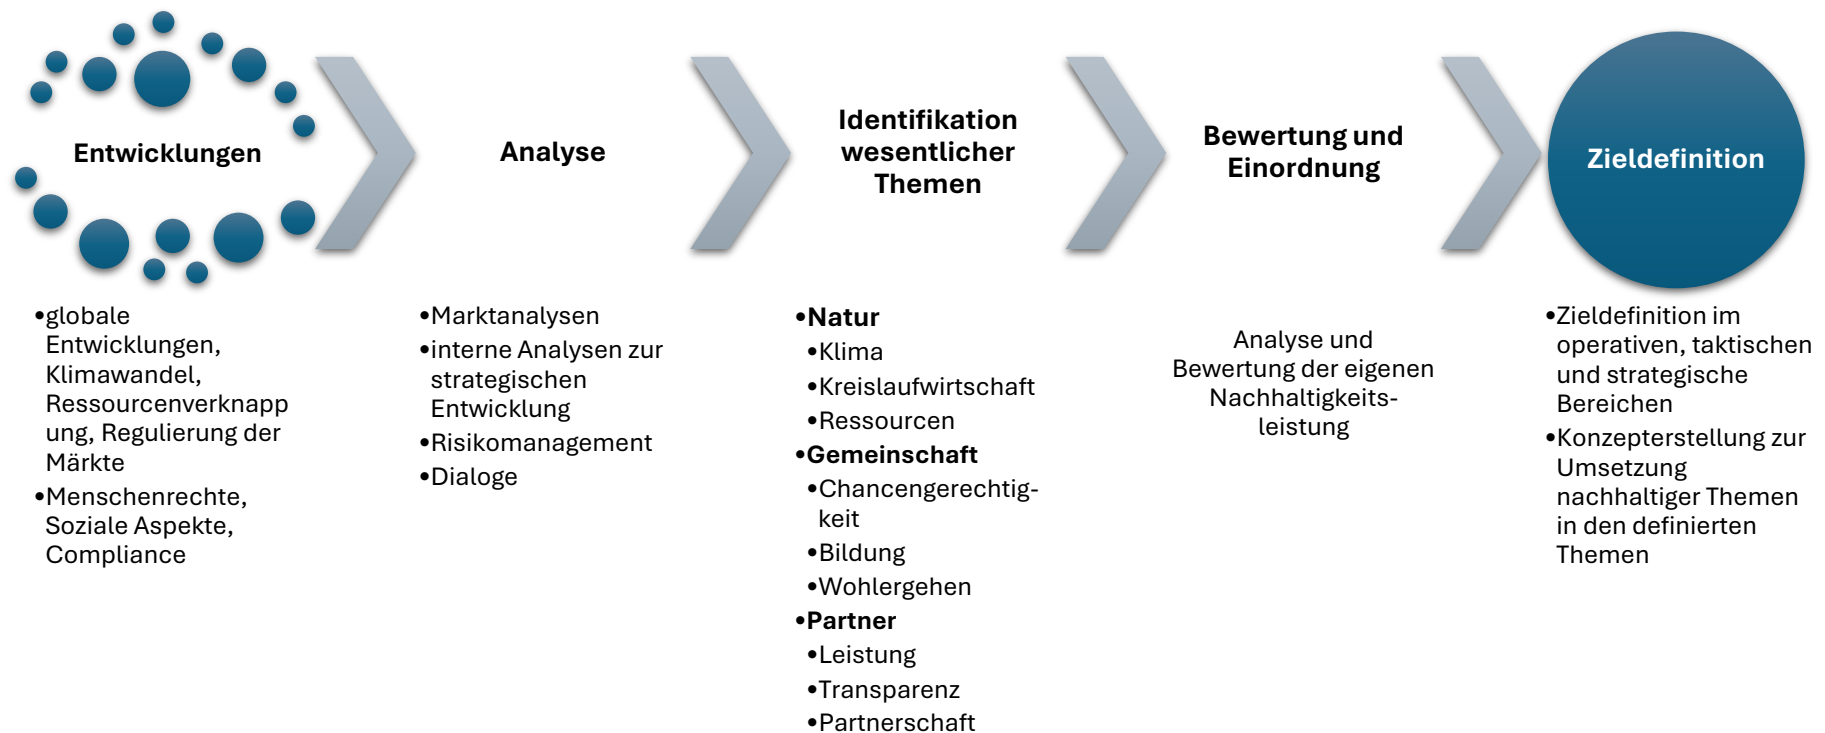 Entwicklungen
•globale
Entwicklungen,
Klimawandel,
Ressourcenverknapp
ung, Regulierung der
Märkte
•Menschenrechte,
Soziale Aspekte,
Compliance
Analyse
•Marktanalysen
•interne Analysen zur
strategischen
Entwicklung
•Risikomanagement
•Dialoge
Identifikation
wesentlicher
Themen
•Natur
•Klima
•Kreislaufwirtschaft
•Ressourcen
•Gemeinschaft
•Chancengerechtig-
keit
•Bildung
•Wohlergehen
•Partner
•Leistung
•Transparenz
•Partnerschaft
Bewertung und
Einordnung
Analyse und
Bewertung der eigenen
Nachhaltigkeits-
leistung
Zieldefinition
•Zieldefinition im
operativen, taktischen
und strategische
Bereichen
•Konzepterstellung zur
Umsetzung
nachhaltiger Themen
in den definierten
Themen